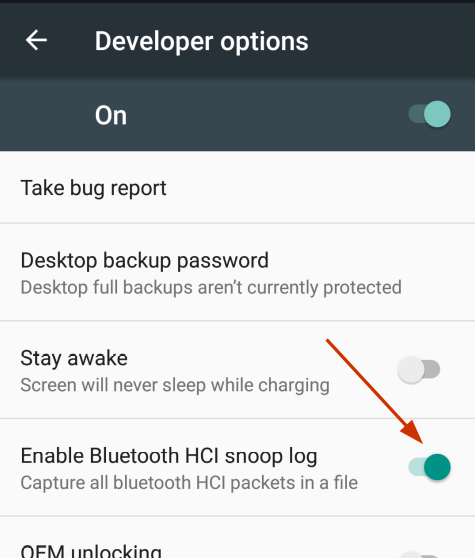 Developer options
On
Take bug report
Desktop backup password
Desktop full backups aren't currently protected
Stay awake
Screen will never sleep while charging
Enable Bluetooth HCI snoop log
Capture all bluetooth HCI packets in a file
OEM unlocking